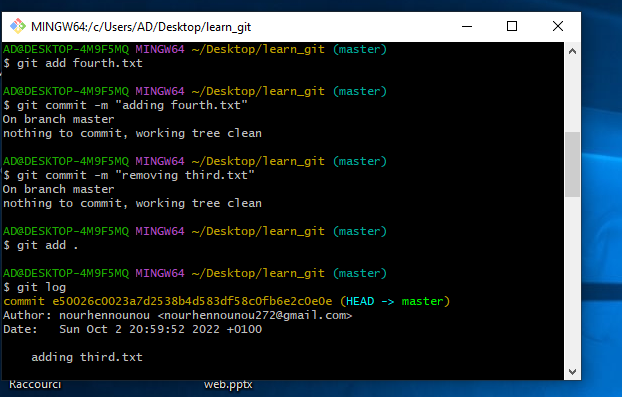 MINGW64:/c/Users/AD/Desktop/learn_git
AD@DESKTOP-4M9F5MQ MINGW64 ~/Desktop/learn_git (master)
$ git add fourth.txt
AD@DESKTOP-4M9F5MQ MINGW64 ~/Desktop/learn_git (master)
$ git commit -m "adding fourth.txt"
On branch master
nothing to commit, working tree clean
AD@DESKTOP-4M9F5MQ MINGW64 ~/Desktop/learn_git (master)
$ git commit -m "removing third.txt"
On branch master
nothing to commit, working tree clean
AD@DESKTOP-4M9F5MQ MINGW64 ~/Desktop/learn_git (master)
$ git add .
AD@DESKTOP-4M9F5MQ MINGW64 ~/Desktop/learn_git (master)
$ git log
commit e50026c0023a7d2538b4d583df58c0fb6e2c0e0e (HEAD -> master)
Author: nourhennounou <nourhennounou272@gmail.com>
Date:   Sun Oct 2 20:59:52 2022 +0100
    adding third.txt
Raccourci
web.pptx